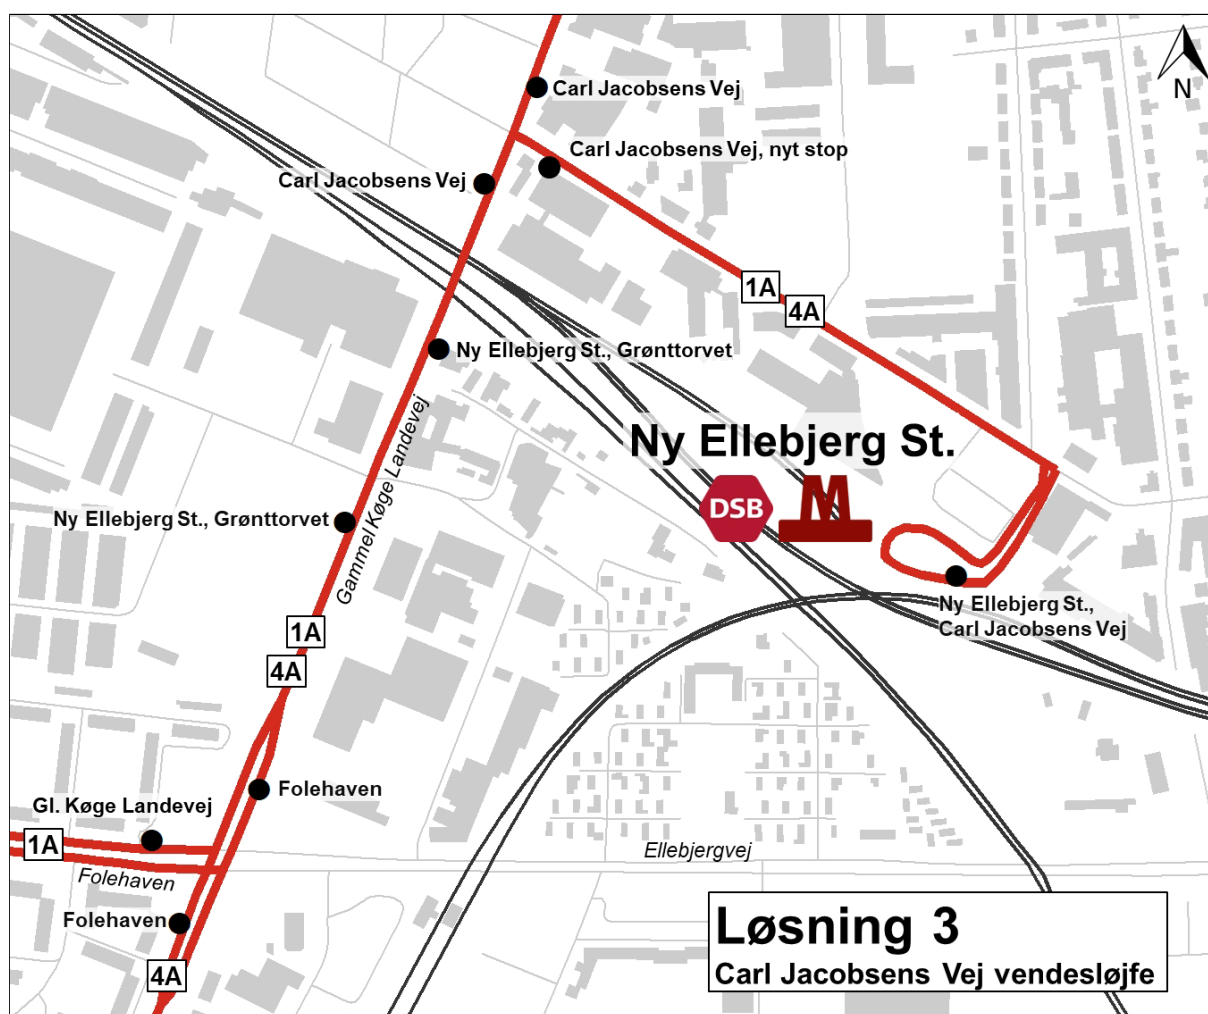 N
Carl Jacobsens Vej
Carl Jacobsens Vej, nyt stop
Carl Jacobsens Vej
1A
4A
Ny Ellebjerg St., Grønttorvet
Gammel Køge Landevej
Ny Ellebjerg St.
DSB
M
Ny Ellebjerg St., Grønttorvet
Ny Ellebjerg St.,
Carl Jacobsens Vej
1A
4A
Folehaven
Gl. Køge Landevej
1A
Ellebjergvej
Folehaven
Folehaven
4A
Løsning 3
Carl Jacobsens Vej vendesløjfe